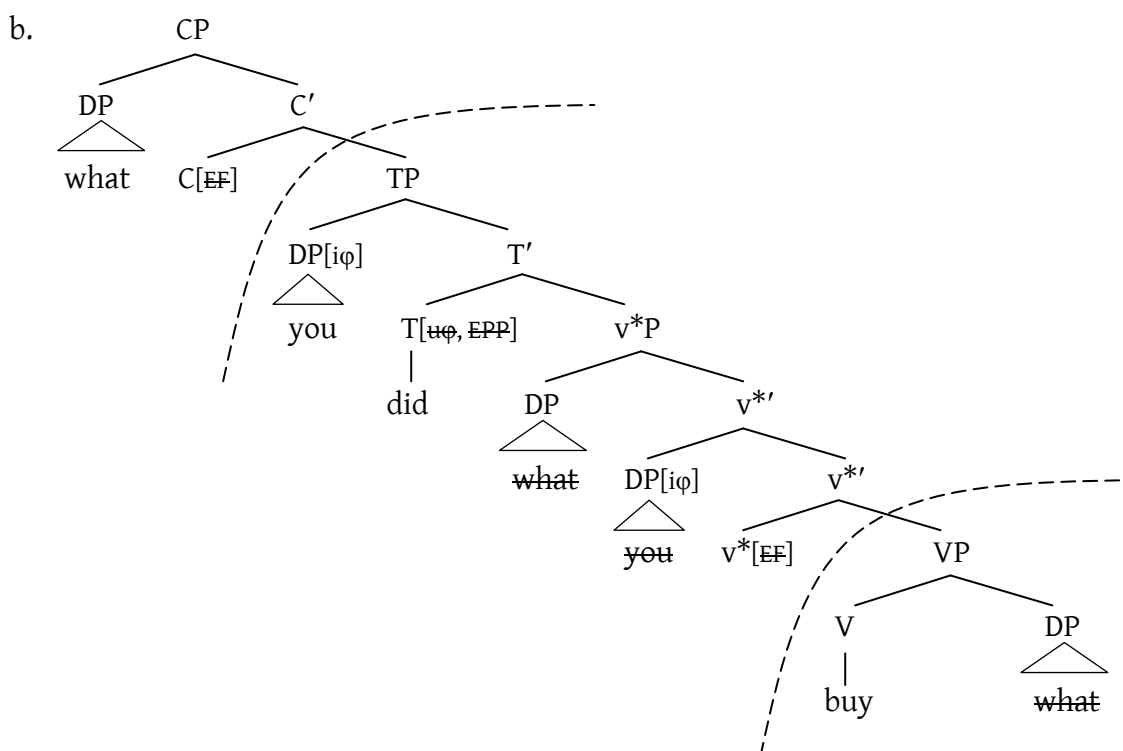 b.
CP
DP C′
what C[EF] TP
DP[iφ] T′
you T[uφ, EPP] v*P
did DP v*′
what DP[iφ] v*′
you v*[EF] VP
V DP
buy what